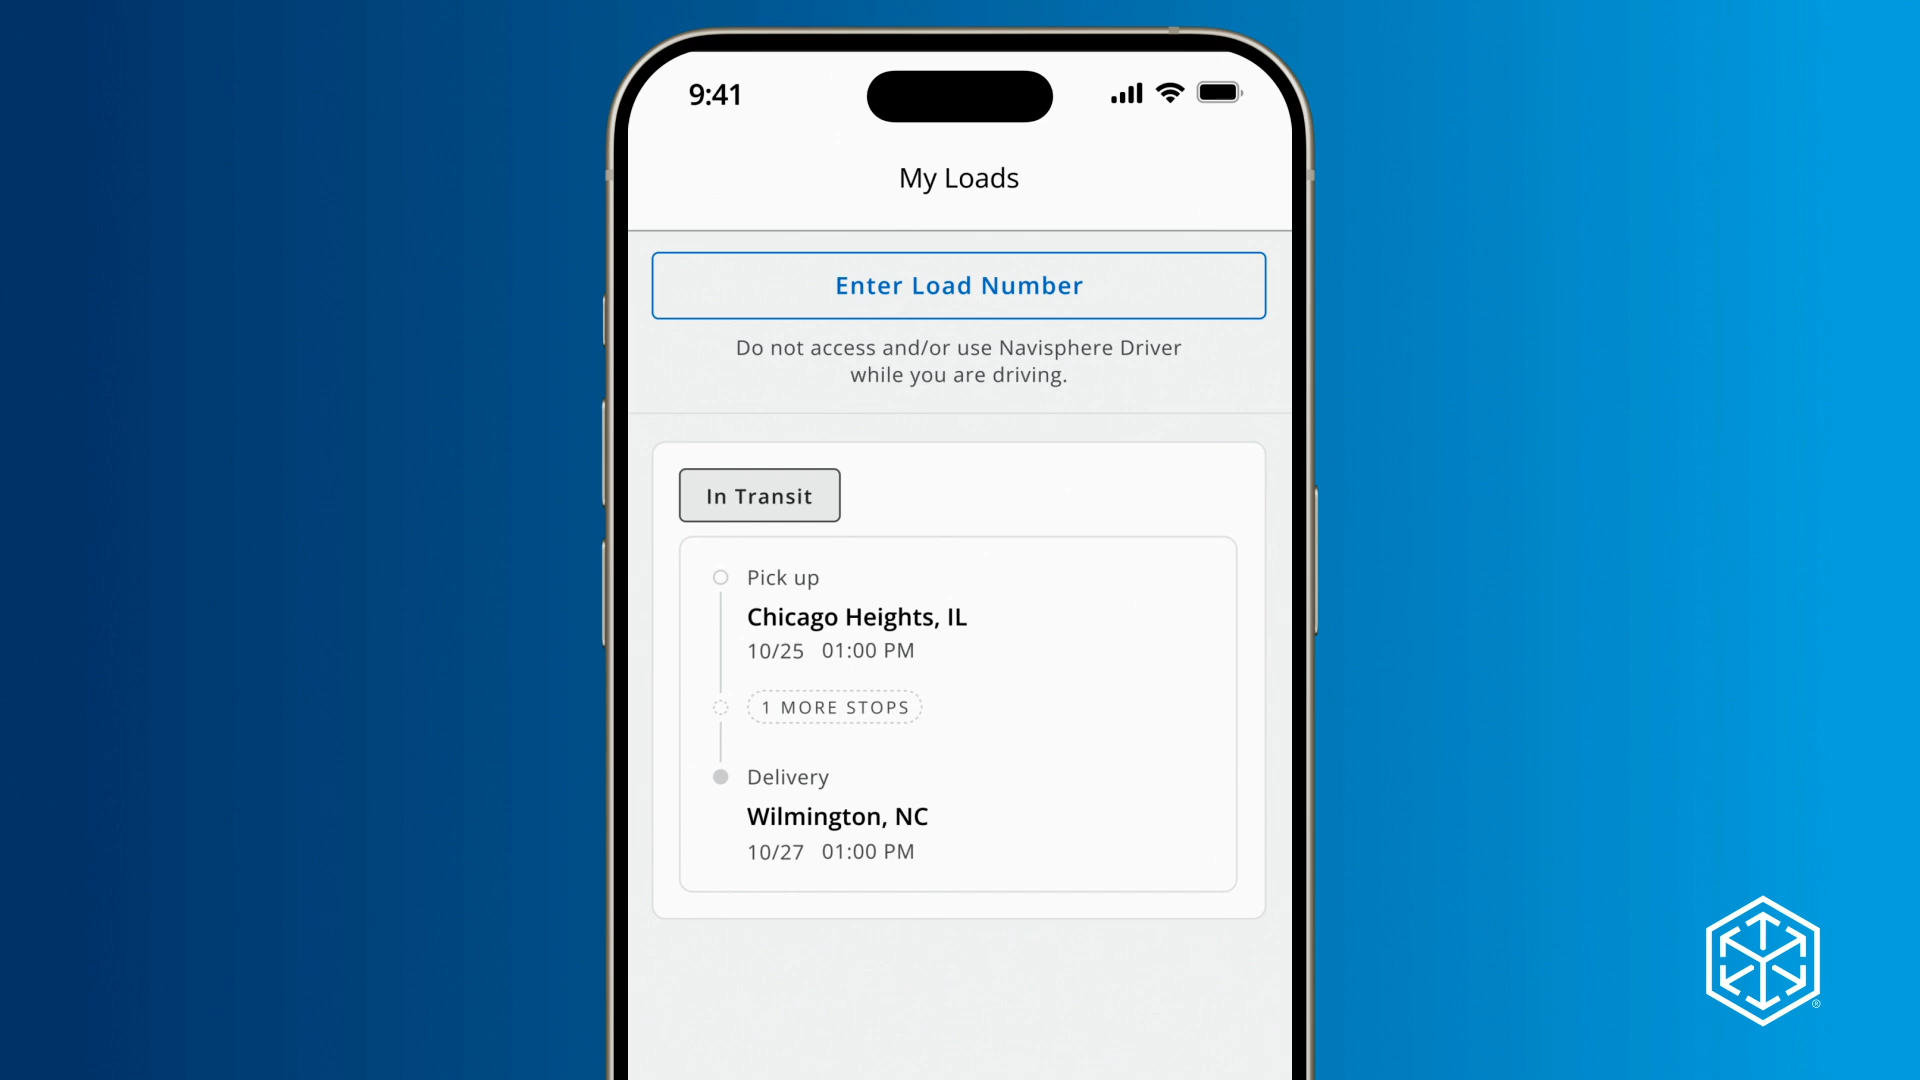 9:41
My Loads
Enter Load Number
Do not access and/or use Navisphere Driver
while you are driving.
In Transit
Pick up
Chicago Heights, IL
10/25 01:00 PM
1 MORE STOPS
Delivery
Wilmington, NC
10/27 01:00 PM
®